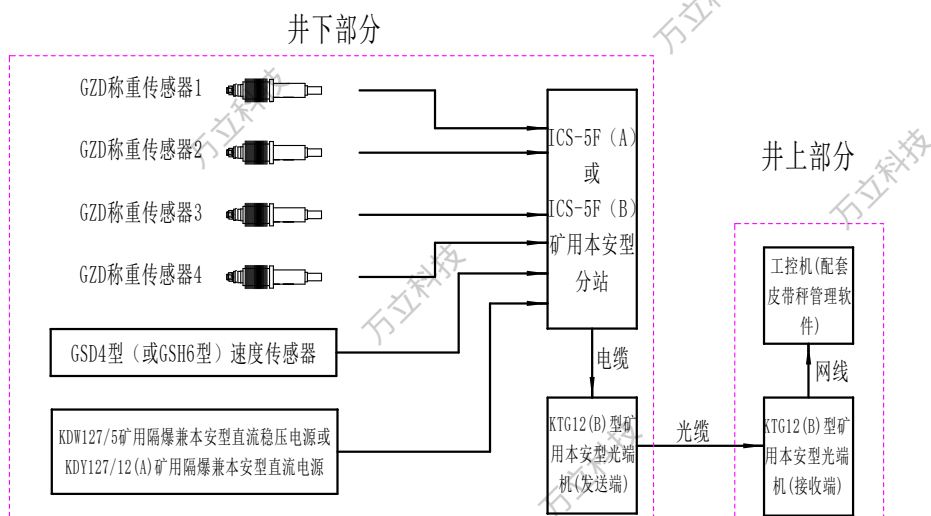 井下部分
GZD称重传感器1
GZD称重传感器2
GZD称重传感器3
GZD称重传感器4
GSD4型（或GSH6型）速度传感器
KDW127/5矿用隔爆兼本安型直流稳压电源或
KDY127/12(A)矿用隔爆兼本安型直流电源
ICS-5F（A）
或
ICS-5F（B）
矿用本安型
分站
电缆
KTG12(B)型矿
用本安型光端
机(发送端)
光缆
井上部分
工控机(配套
皮带秤管理软
件)
网线
KTG12(B)型矿
用本安型光端
机(接收端)
万立科技
万立科技
万立科技
万立科技
万立科技